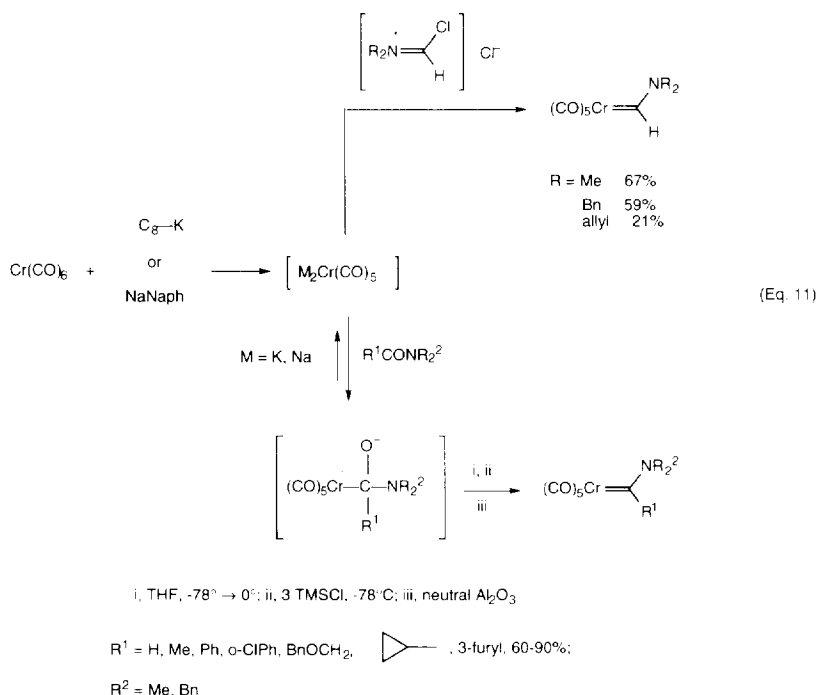 Cl
R₂N
H
Cl⁻
NR₂
(CO)₅Cr
H
R = Me 67%
Bn 59%
allyl 21%
C₈—K
Cr(CO)₆ + or [ M₂Cr(CO)₅ ]
NaNaph
(Eq. 11)
M = K, Na R¹CONR₂²
O⁻
(CO)₅Cr—C—NR₂² i, ii
R¹ iii
NR₂²
(CO)₅Cr
R¹
i, THF, -78° → 0°; ii, 3 TMSCl, -78°C; iii, neutral Al₂O₃
R¹ = H, Me, Ph, o-ClPh, BnOCH₂, , 3-furyl, 60-90%;
R² = Me, Bn